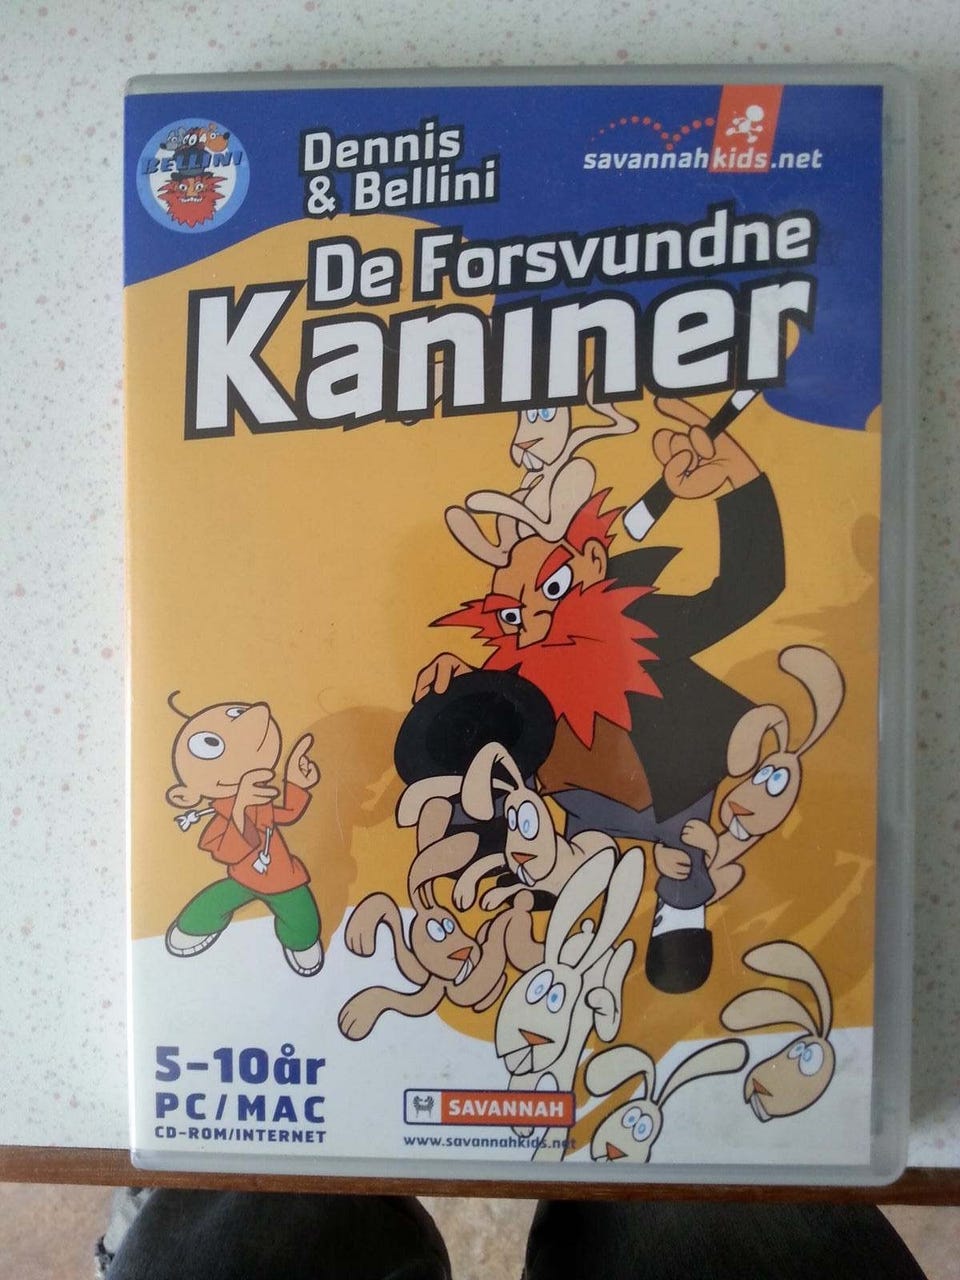 BELLINI
Dennis
& Bellini
savannahkids.net
De Forsvundne
Kaniner
5-10år
PC/MAC
CD-ROM/INTERNET
SAVANNAH
www.savannahkids.net